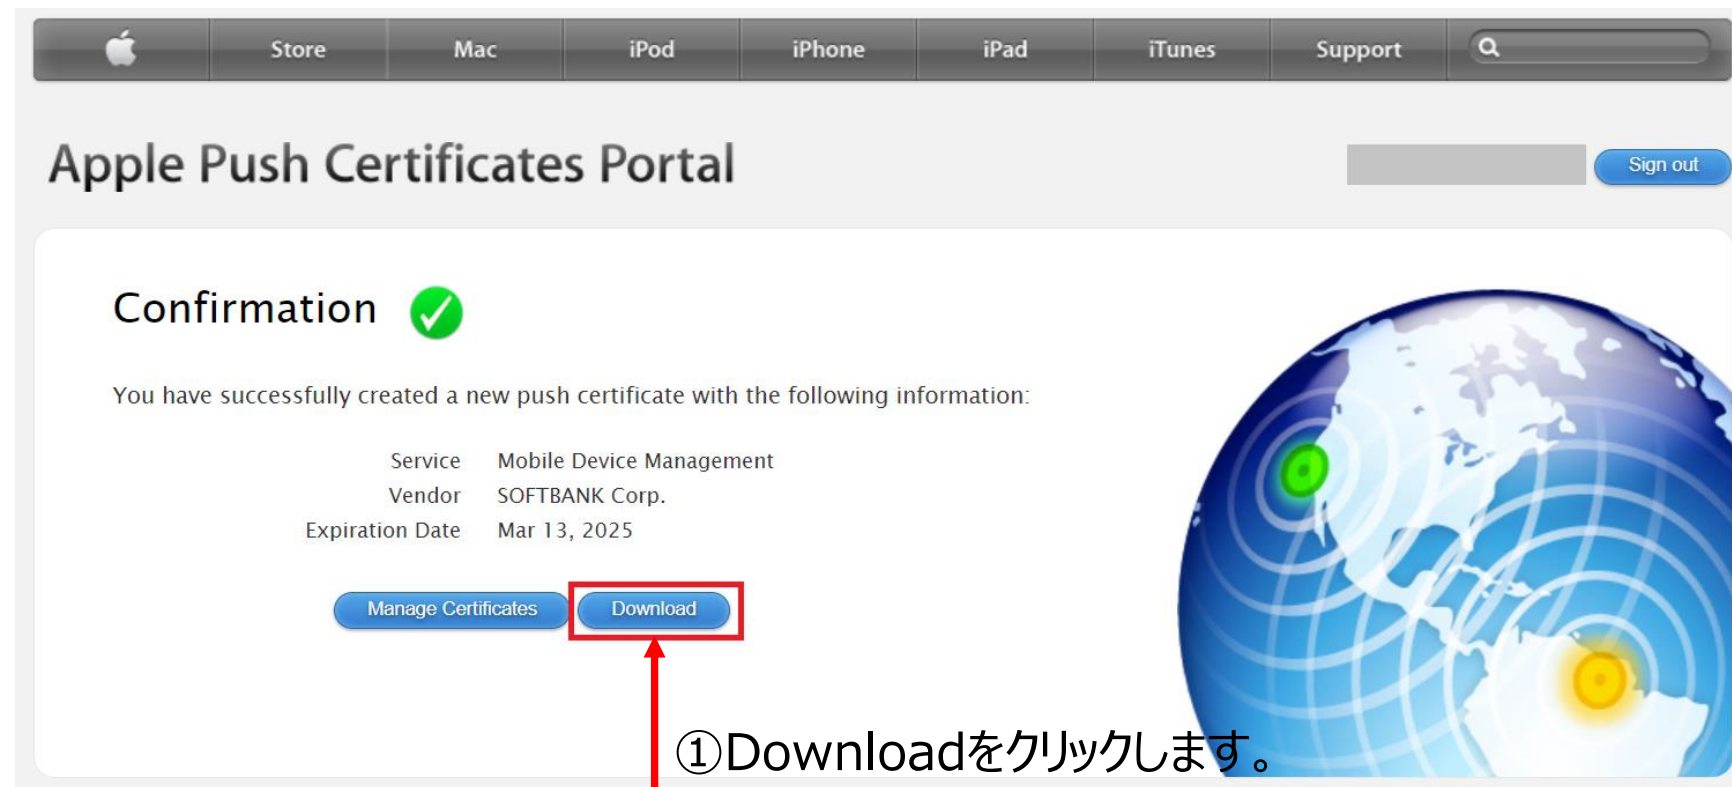 Store Mac iPod iPhone iPad iTunes Support
Apple Push Certificates Portal
Sign out
Confirmation
You have successfully created a new push certificate with the following information:
Service Mobile Device Management
Vendor SOFTBANK Corp.
Expiration Date Mar 13, 2025
Manage Certificates Download
①Downloadをクリックします。